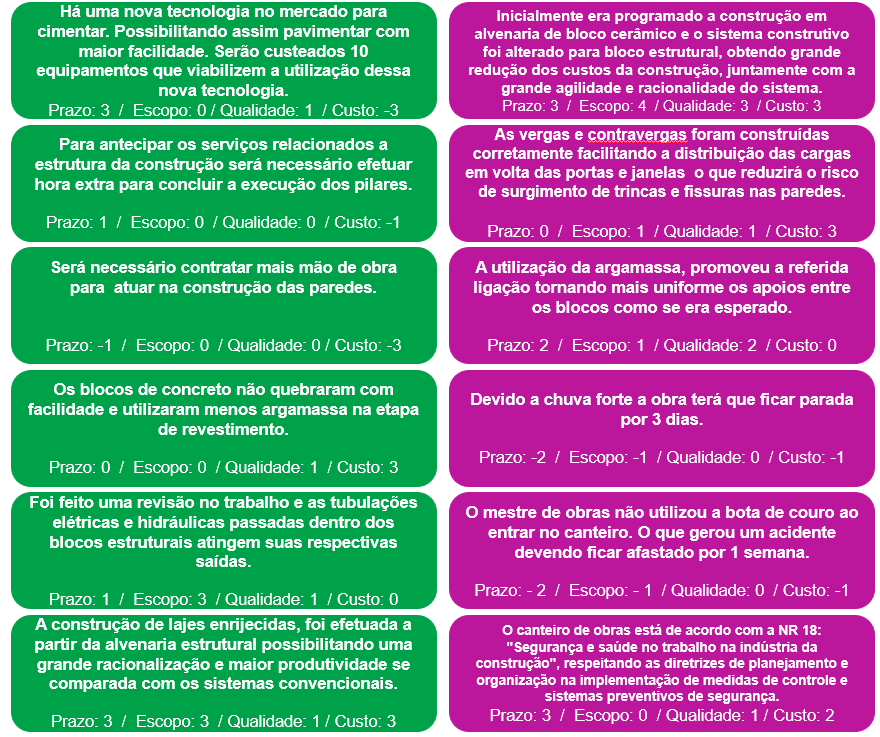 Há uma nova tecnologia no mercado para
cimentar. Possibilitando assim pavimentar com
maior facilidade. Serão custeados 10
equipamentos que viabilizem a utilização dessa
nova tecnologia.
Prazo: 3 / Escopo: 0 / Qualidade: 1 / Custo: -3
Inicialmente era programado a construção em
alvenaria de bloco cerâmico e o sistema construtivo
foi alterado para bloco estrutural, obtendo grande
redução dos custos da construção, juntamente com a
grande agilidade e racionalidade do sistema.
Prazo: 3 / Escopo: 4 / Qualidade: 3 / Custo: 3
Para antecipar os serviços relacionados a
estrutura da construção será necessário efetuar
hora extra para concluir a execução dos pilares.
Prazo: 1 / Escopo: 0 / Qualidade: 0 / Custo: -1
As vergas e contravergas foram construídas
corretamente facilitando a distribuição das cargas
em volta das portas e janelas o que reduzirá o risco
de surgimento de trincas e fissuras nas paredes.
Prazo: 0 / Escopo: 1 / Qualidade: 1 / Custo: 3
Será necessário contratar mais mão de obra
para atuar na construção das paredes.
Prazo: -1 / Escopo: 0 / Qualidade: 0 / Custo: -3
A utilização da argamassa, promoveu a referida
ligação tornando mais uniforme os apoios entre
os blocos como se era esperado.
Prazo: 2 / Escopo: 1 / Qualidade: 2 / Custo: 0
Os blocos de concreto não quebraram com
facilidade e utilizaram menos argamassa na etapa
de revestimento.
Prazo: 0 / Escopo: 0 / Qualidade: 1 / Custo: 3
Devido a chuva forte a obra terá que ficar parada
por 3 dias.
Prazo: -2 / Escopo: -1 / Qualidade: 0 / Custo: -1
Foi feito uma revisão no trabalho e as tubulações
elétricas e hidráulicas passadas dentro dos
blocos estruturais atingem suas respectivas
saídas.
Prazo: 1 / Escopo: 3 / Qualidade: 1 / Custo: 0
O mestre de obras não utilizou a bota de couro ao
entrar no canteiro. O que gerou um acidente
devendo ficar afastado por 1 semana.
Prazo: - 2 / Escopo: - 1 / Qualidade: 0 / Custo: -1
A construção de lajes enrijecidas, foi efetuada a
partir da alvenaria estrutural possibilitando uma
grande racionalização e maior produtividade se
comparada com os sistemas convencionais.
Prazo: 3 / Escopo: 3 / Qualidade: 1 / Custo: 3
O canteiro de obras está de acordo com a NR 18:
"Segurança e saúde no trabalho na indústria da
construção", respeitando as diretrizes de planejamento e
organização na implementação de medidas de controle e
sistemas preventivos de segurança.
Prazo: 3 / Escopo: 0 / Qualidade: 1 / Custo: 2